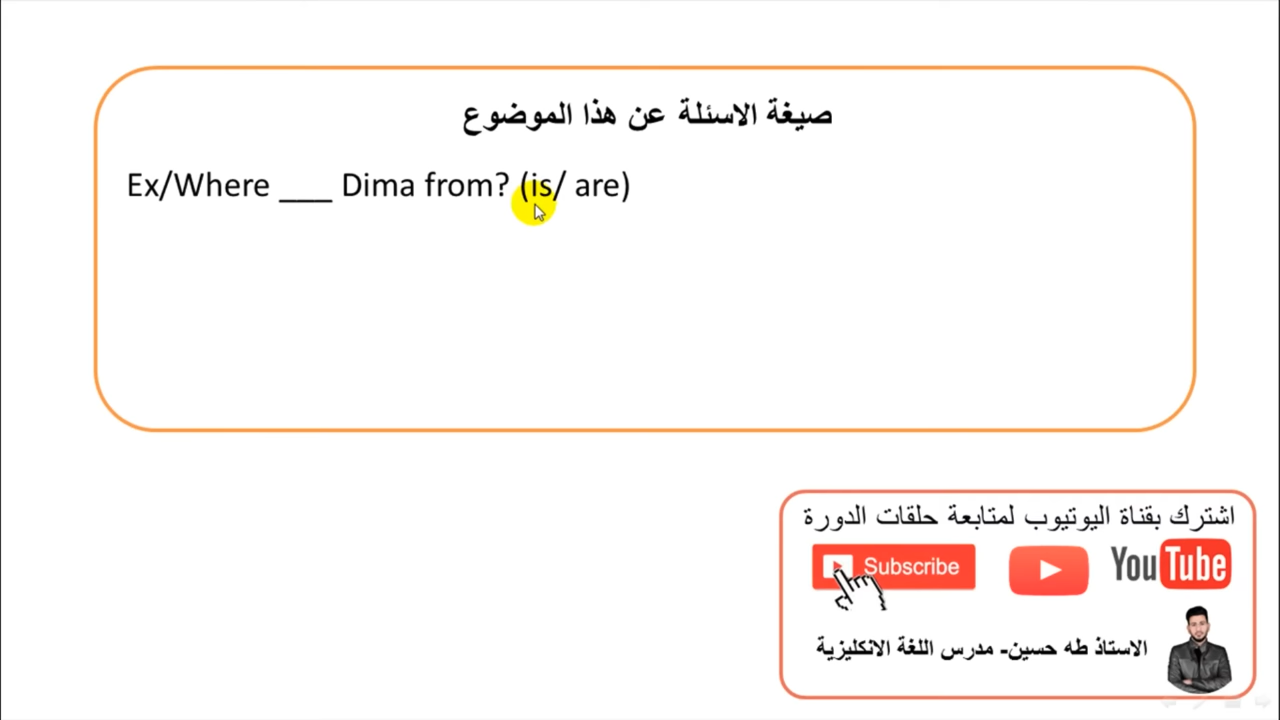 صيغة الاسئلة عن هذا الموضوع
Ex/Where ___ Dima from? (is/ are)
اشترك بقناة اليوتيوب لمتابعة حلقات الدورة
Subscribe
YouTube
الاستاذ طه حسين- مدرس اللغة الانكليزية